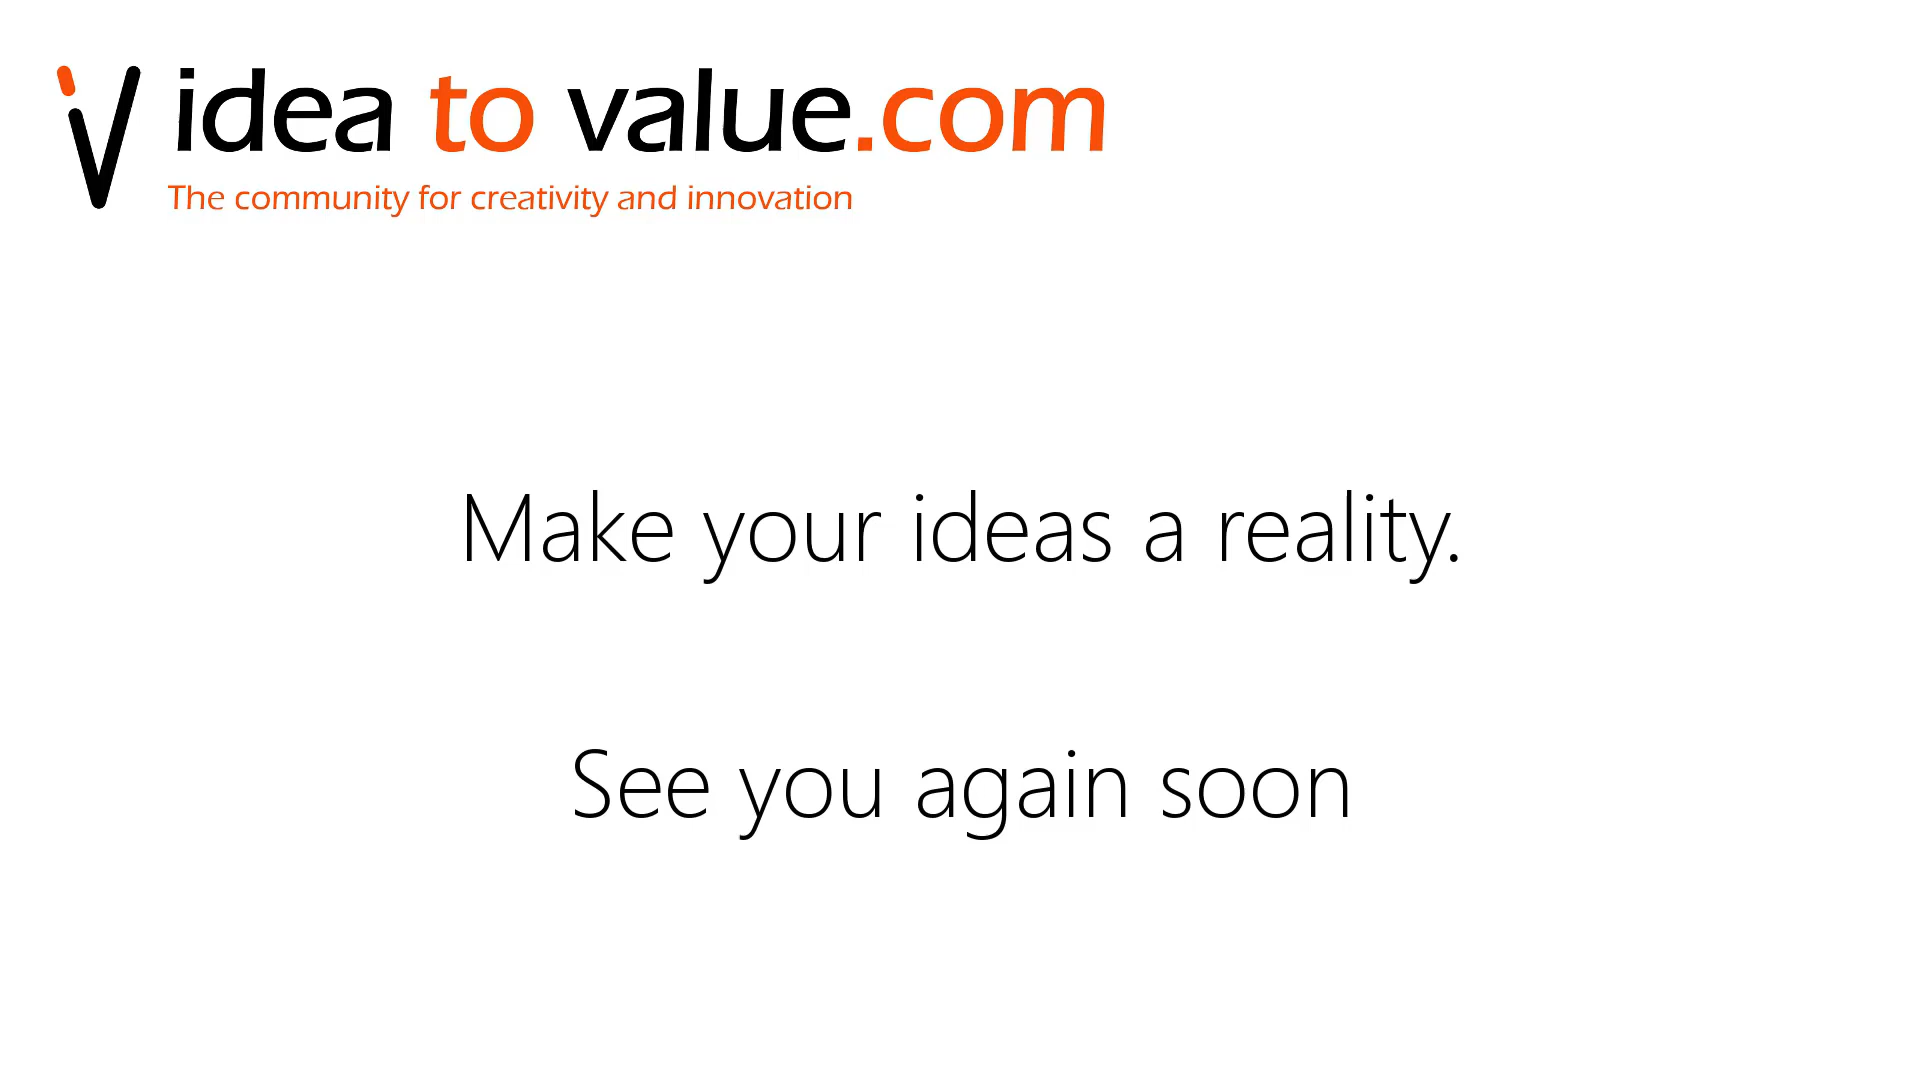 idea to value.com
The community for creativity and innovation
Make your ideas a reality.
See you again soon